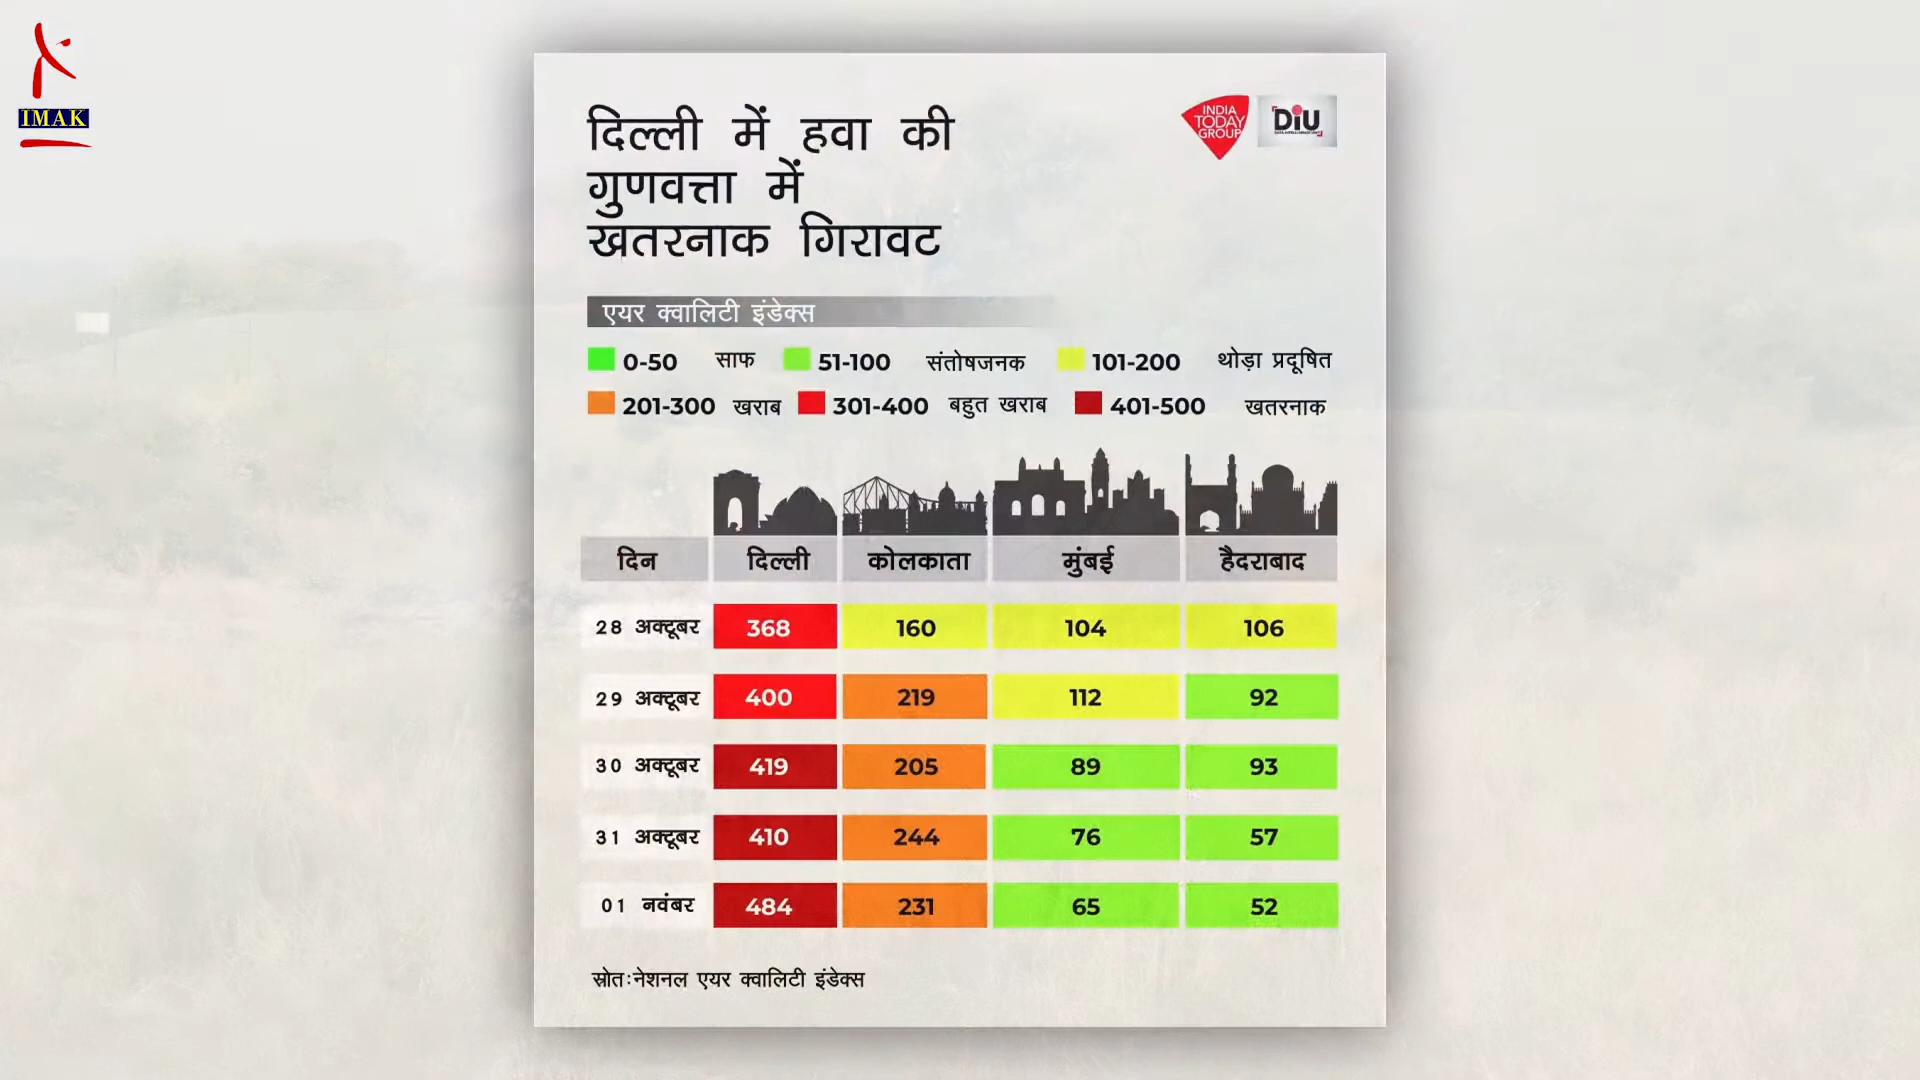 IMAK
दिल्ली में हवा की
गुणवत्ता में
खतरनाक गिरावट
INDIA
TODAY
GROUP
DiU
एयर क्वालिटी इंडेक्स
0-50 साफ 51-100 संतोषजनक 101-200 थोड़ा प्रदूषित
201-300 खराब 301-400 बहुत खराब 401-500 खतरनाक
दिन दिल्ली कोलकाता मुंबई हैदराबाद
28 अक्टूबर 368 160 104 106
29 अक्टूबर 400 219 112 92
30 अक्टूबर 419 205 89 93
31 अक्टूबर 410 244 76 57
01 नवंबर 484 231 65 52
स्रोत:नेशनल एयर क्वालिटी इंडेक्स